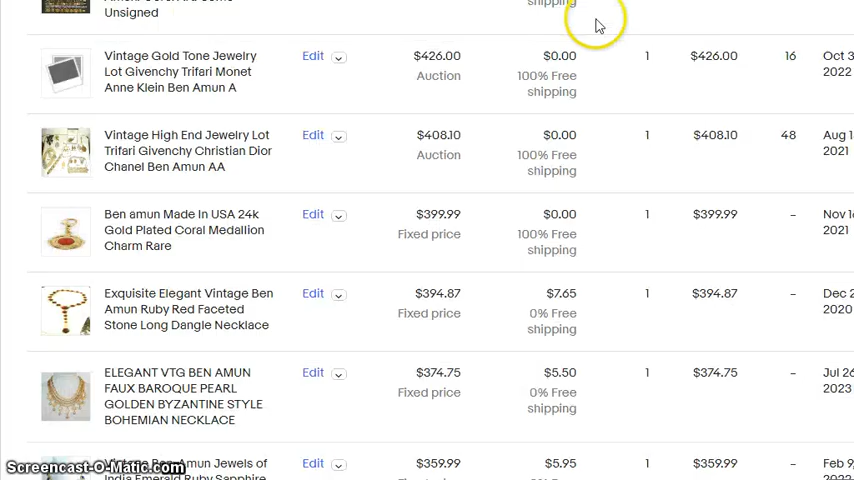 shipping
Unsigned
Vintage Gold Tone Jewelry
Lot Givenchy Trifari Monet
Anne Klein Ben Amun A
Edit
$426.00
Auction
$0.00
100% Free
shipping
1
$426.00
16
Oct 3
2022
Vintage High End Jewelry Lot
Trifari Givenchy Christian Dior
Chanel Ben Amun AA
Edit
$408.10
Auction
$0.00
100% Free
shipping
1
$408.10
48
Aug 1
2021
Ben amun Made In USA 24k
Gold Plated Coral Medallion
Charm Rare
Edit
$399.99
Fixed price
$0.00
100% Free
shipping
1
$399.99
–
Nov 1
2021
Exquisite Elegant Vintage Ben
Amun Ruby Red Faceted
Stone Long Dangle Necklace
Edit
$394.87
Fixed price
$7.65
0% Free
shipping
1
$394.87
–
Dec 2
2020
ELEGANT VTG BEN AMUN
FAUX BAROQUE PEARL
GOLDEN BYZANTINE STYLE
BOHEMIAN NECKLACE
Edit
$374.75
Fixed price
$5.50
0% Free
shipping
1
$374.75
–
Jul 26
2023
Vintage Ben-Amun Jewels of
India Emerald Ruby Sapphire
Edit
$359.99
$5.95
1
$359.99
–
Feb 9,
2022
Screencast-O-Matic.com